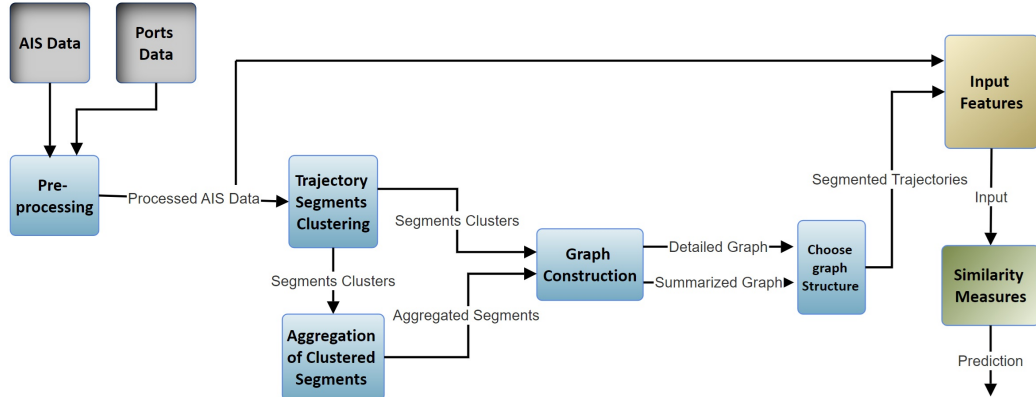 AIS Data
Ports
Data
Input
Features
Pre-
processing
Processed AIS Data
Trajectory
Segments
Clustering
Segments Clusters
Segmented Trajectories
Input
Graph
Construction
Detailed Graph
Summarized Graph
Choose
graph
Structure
Segments Clusters
Similarity
Measures
Aggregation
of Clustered
Segments
Aggregated Segments
Prediction